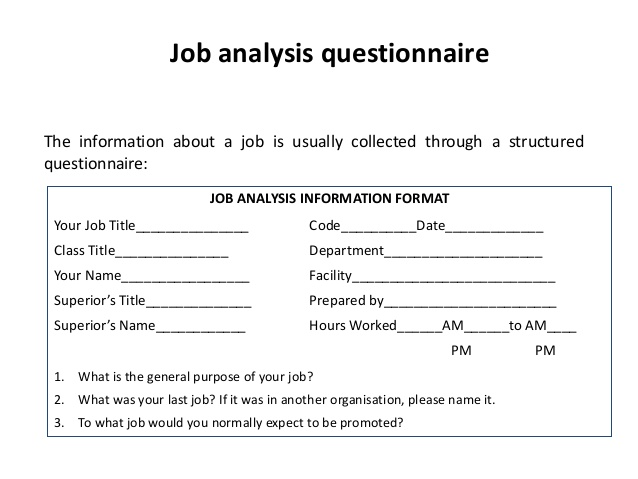 Job analysis questionnaire
The information about a job is usually collected through a structured
questionnaire:
JOB ANALYSIS INFORMATION FORMAT
Your Job Title_______________ Code__________Date_____________
Class Title_______________ Department_____________________
Your Name_________________ Facility___________________________
Superior’s Title______________ Prepared by_______________________
Superior’s Name____________ Hours Worked______AM______to AM____
PM PM
1. What is the general purpose of your job?
2. What was your last job? If it was in another organisation, please name it.
3. To what job would you normally expect to be promoted?